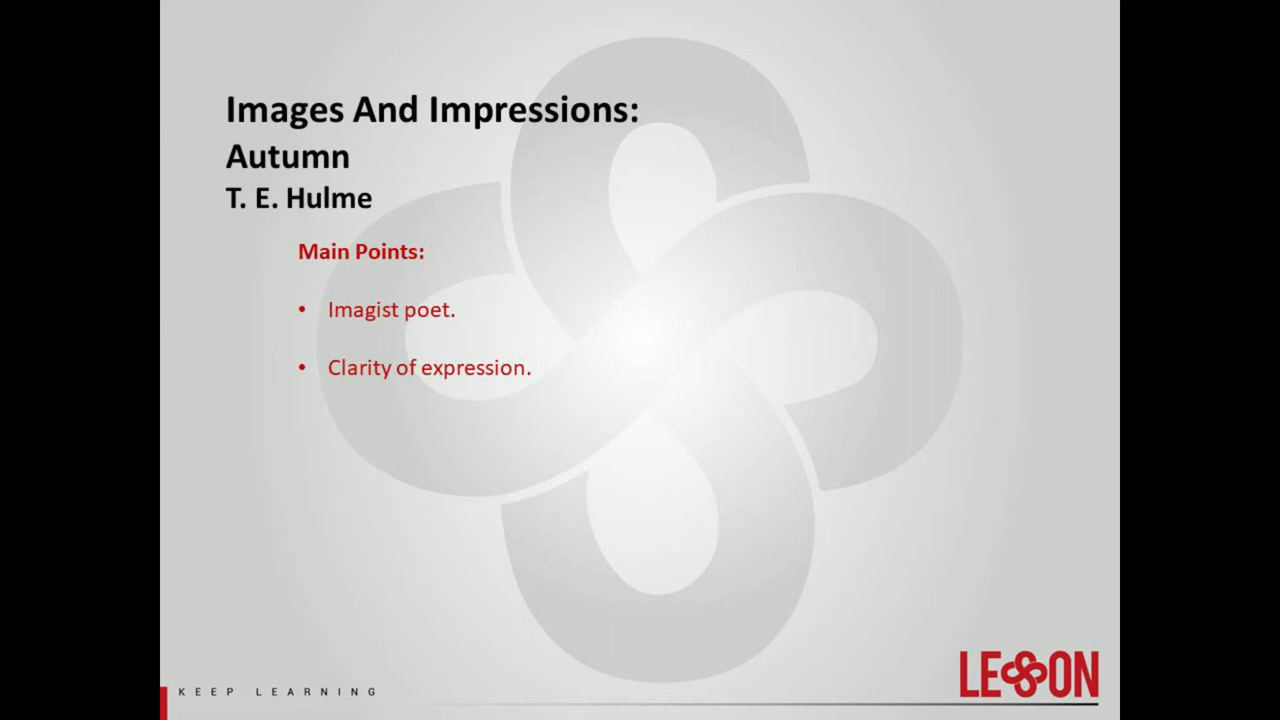 Images And Impressions:
Autumn
T. E. Hulme
Main Points:
• Imagist poet.
• Clarity of expression.
KEEP LEARNING
LESSON